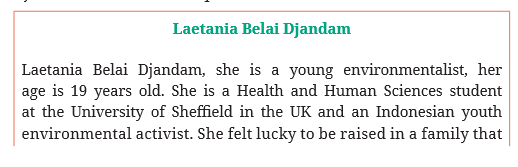 Laetania Belai Djandam
Laetania Belai Djandam, she is a young environmentalist, her
age is 19 years old. She is a Health and Human Sciences student
at the University of Sheffield in the UK and an Indonesian youth
environmental activist. She felt lucky to be raised in a family that